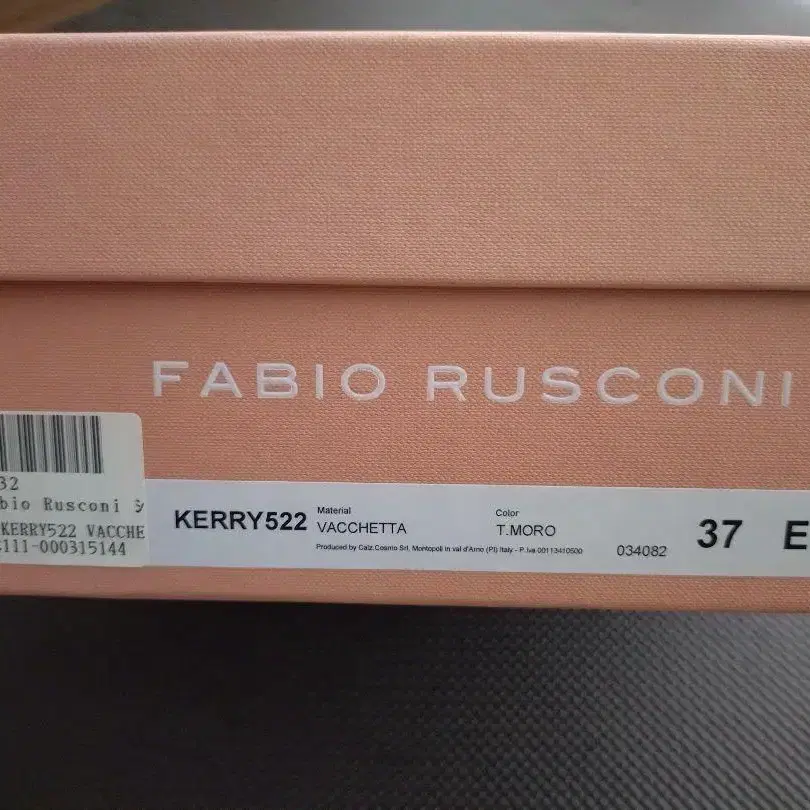 FABIO RUSCONI
32
bio Rusconi シ
KERRY522 VACCHE
111-000315144
KERRY522
Material
VACCHETTA
Color
T.MORO
Produced by Calz.Cosmo Srl, Montopoli in val d'Arno (PI) Italy - P.Iva 00113410500
034082
37
E